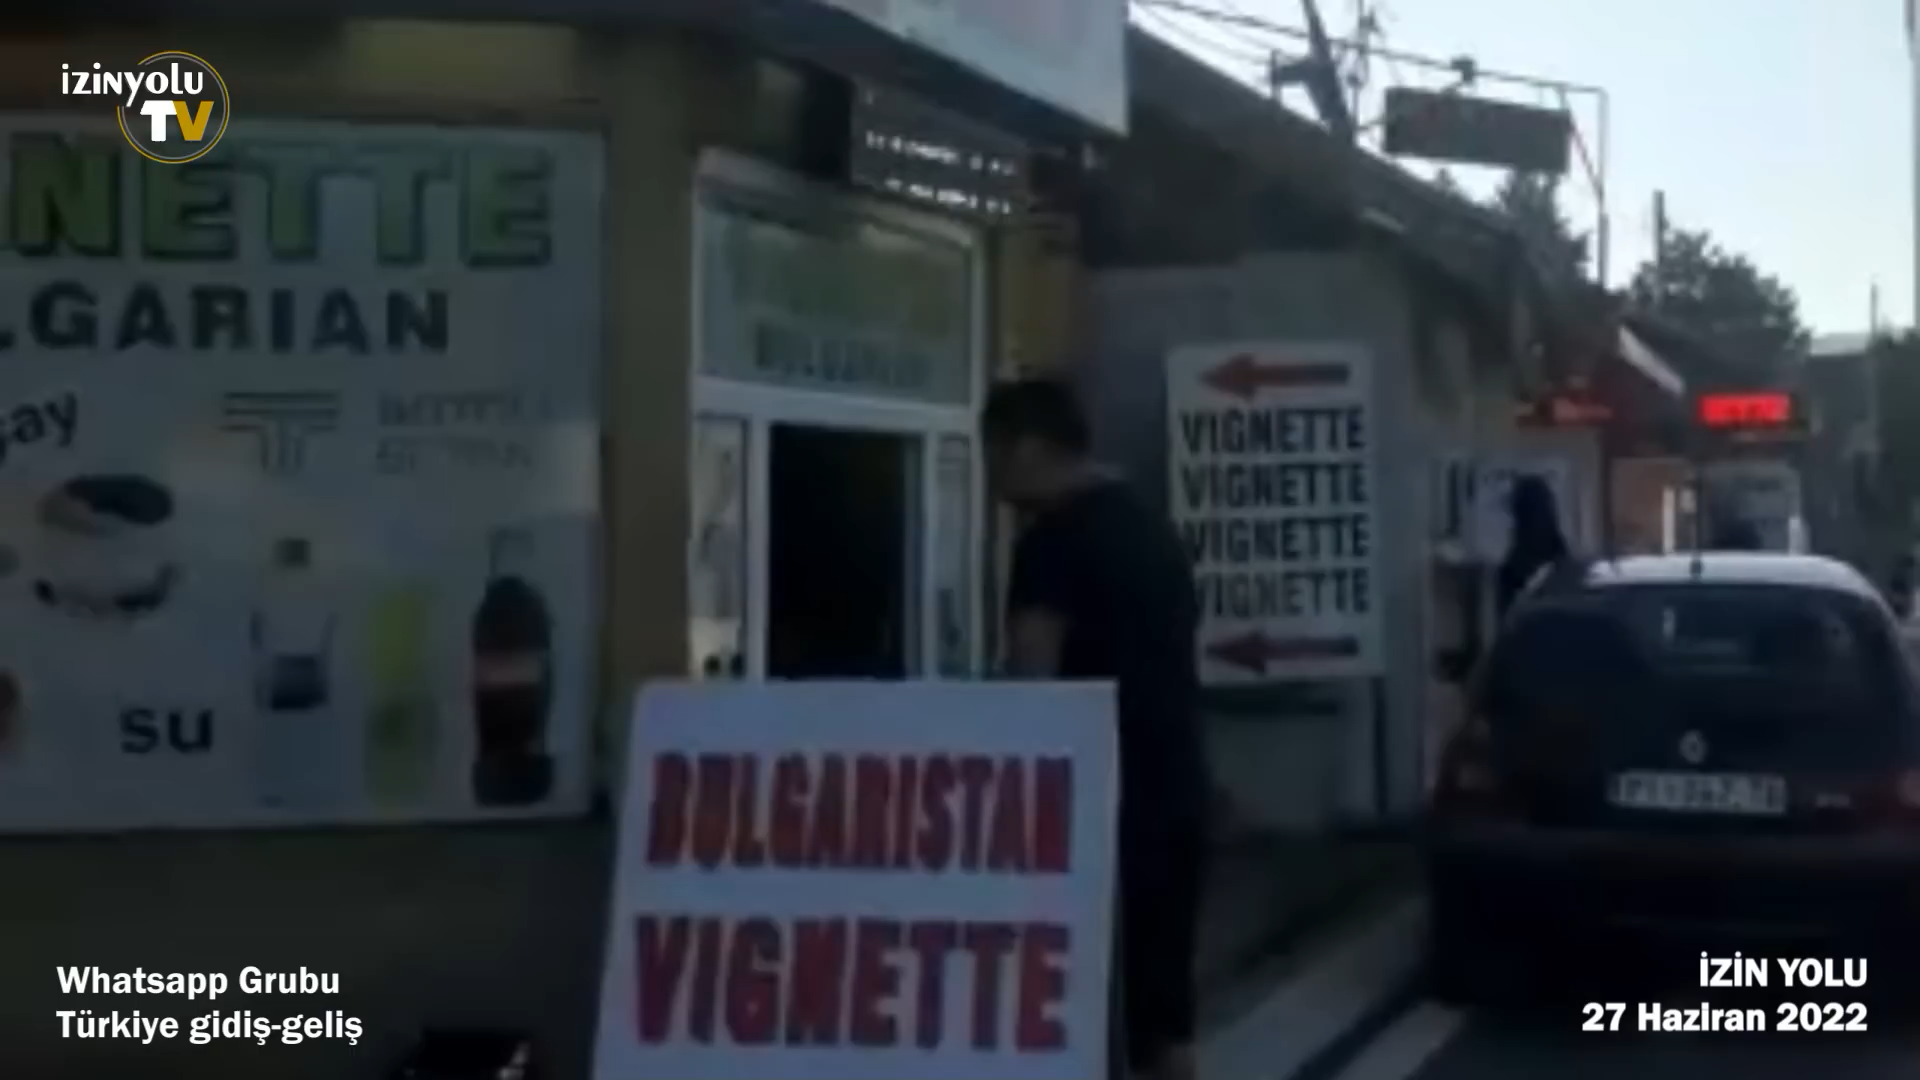 izinyolu
TV
NETTE
LGARIAN
çay
su
VIGNETTE
VIGNETTE
VIGNETTE
VIGNETTE
BULGARISTAN
VIGNETTE
Whatsapp Grubu
Türkiye gidiş-geliş
İZİN YOLU
27 Haziran 2022